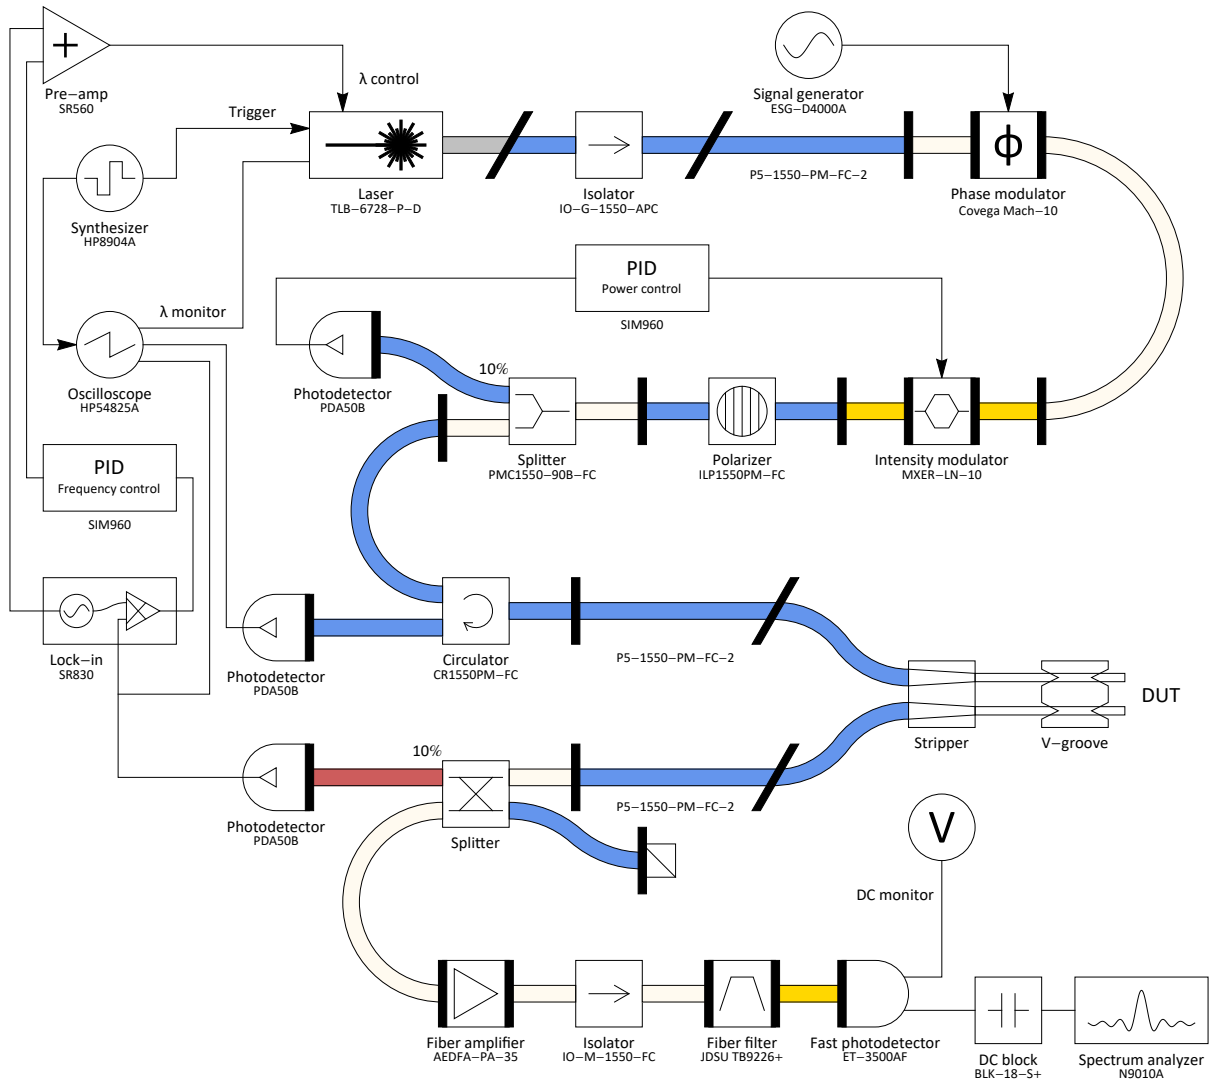 Pre−amp
SR560
λ control
Trigger
Signal generator
ESG−D4000A
ϕ
Laser
TLB−6728−P−D
Isolator
IO−G−1550−APC
P5−1550−PM−FC−2
Phase modulator
Covega Mach−10
Synthesizer
HP8904A
PID
Power control
SIM960
λ monitor
Oscilloscope
HP54825A
Photodetector
PDA50B
10%
Splitter
PMC1550−90B−FC
Polarizer
ILP1550PM−FC
Intensity modulator
MXER−LN−10
PID
Frequency control
SIM960
Lock−in
SR830
Photodetector
PDA50B
Circulator
CR1550PM−FC
P5−1550−PM−FC−2
Stripper
V−groove
DUT
10%
Photodetector
PDA50B
Splitter
P5−1550−PM−FC−2
V
DC monitor
Fiber amplifier
AEDFA−PA−35
Isolator
IO−M−1550−FC
Fiber filter
JDSU TB9226+
Fast photodetector
ET−3500AF
DC block
BLK−18−S+
Spectrum analyzer
N9010A